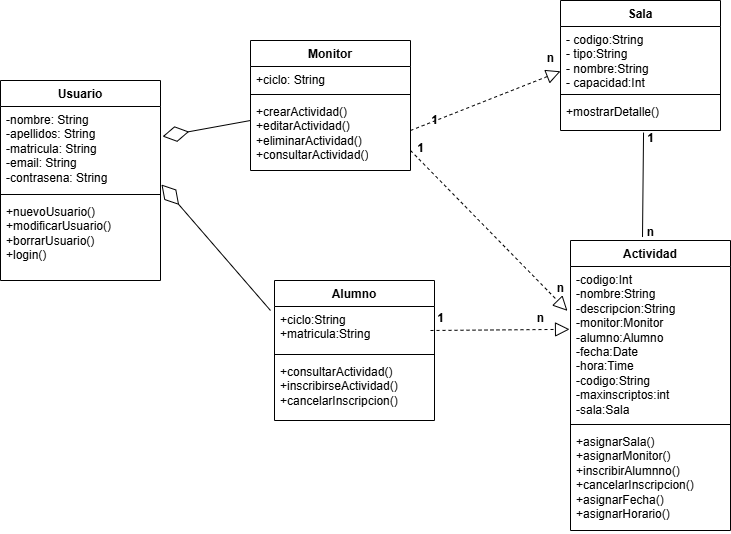 Usuario
-nombre: String
-apellidos: String
-matricula: String
-email: String
-contrasena: String
+nuevoUsuario()
+modificarUsuario()
+borrarUsuario()
+login()
Monitor
+ciclo: String
+crearActividad()
+editarActividad()
+eliminarActividad()
+consultarActividad()
1
n
1
n
Sala
- codigo:String
- tipo:String
- nombre:String
- capacidad:Int
+mostrarDetalle()
1
n
Alumno
+ciclo:String
+matricula:String
+consultarActividad()
+inscribirseActividad()
+cancelarInscripcion()
1
n
Actividad
-codigo:Int
-nombre:String
-descripcion:String
-monitor:Monitor
-alumno:Alumno
-fecha:Date
-hora:Time
-codigo:String
-maxinscriptos:int
-sala:Sala
+asignarSala()
+asignarMonitor()
+inscribirAlumnno()
+cancelarInscripcion()
+asignarFecha()
+asignarHorario()